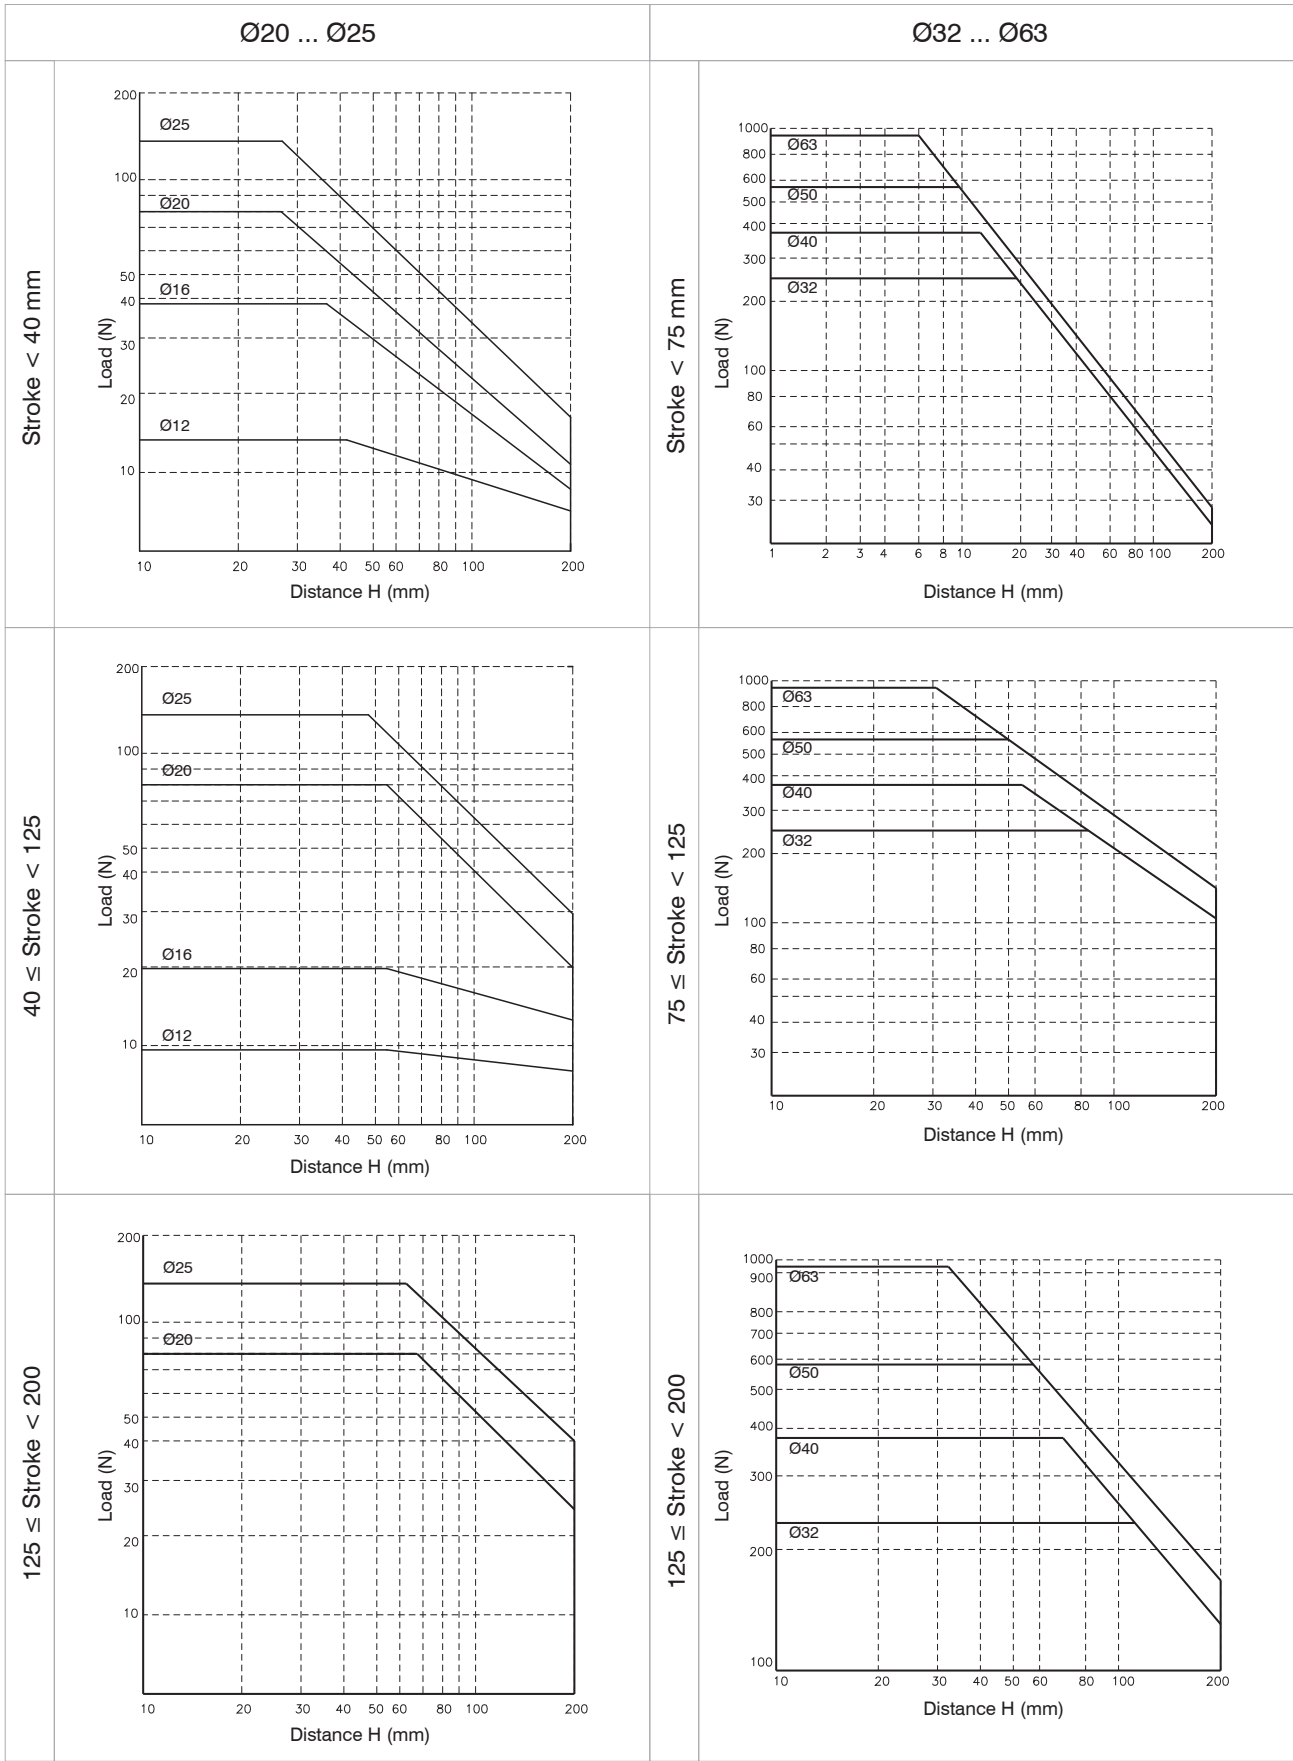 Ø20 ... Ø25
Ø32 ... Ø63
Stroke < 40 mm
Load (N)
200
100
50
40
30
20
10
Ø25
Ø20
Ø16
Ø12
10 20 30 40 50 60 80 100 200
Distance H (mm)
Stroke < 75 mm
Load (N)
1000
800
600
500
400
300
200
100
80
60
40
30
Ø63
Ø50
Ø40
Ø32
1 2 3 4 6 8 10 20 30 40 60 80 100 200
Distance H (mm)
40 ≤ Stroke < 125
Load (N)
200
100
50
40
30
20
10
Ø25
Ø20
Ø16
Ø12
10 20 30 40 50 60 80 100 200
Distance H (mm)
75 ≤ Stroke < 125
Load (N)
1000
800
600
500
400
300
200
100
80
60
40
30
Ø63
Ø50
Ø40
Ø32
10 20 30 40 50 60 80 100 200
Distance H (mm)
125 ≤ Stroke < 200
Load (N)
200
100
50
40
30
20
10
Ø25
Ø20
10 20 30 40 50 60 80 100 200
Distance H (mm)
125 ≤ Stroke < 200
Load (N)
1000
900
800
700
600
500
400
300
200
100
Ø63
Ø50
Ø40
Ø32
10 20 30 40 50 60 80 100 200
Distance H (mm)